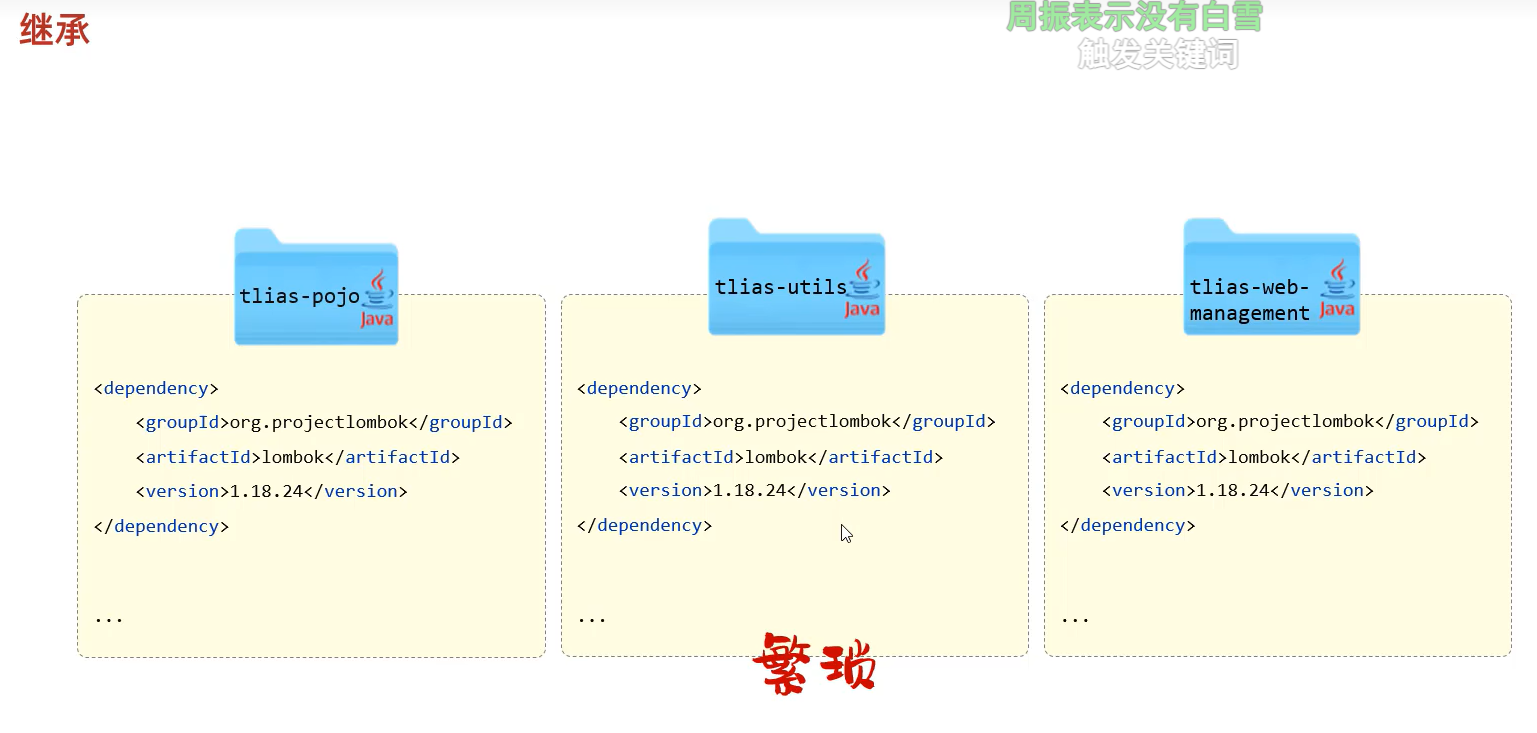 继承
周振表示没有白雪
触发关键词
tlias-pojo
Java
<dependency>
<groupId>org.projectlombok</groupId>
<artifactId>lombok</artifactId>
<version>1.18.24</version>
</dependency>
...
tlias-utils
Java
<dependency>
<groupId>org.projectlombok</groupId>
<artifactId>lombok</artifactId>
<version>1.18.24</version>
</dependency>
...
tlias-web-
management
Java
<dependency>
<groupId>org.projectlombok</groupId>
<artifactId>lombok</artifactId>
<version>1.18.24</version>
</dependency>
...
繁琐